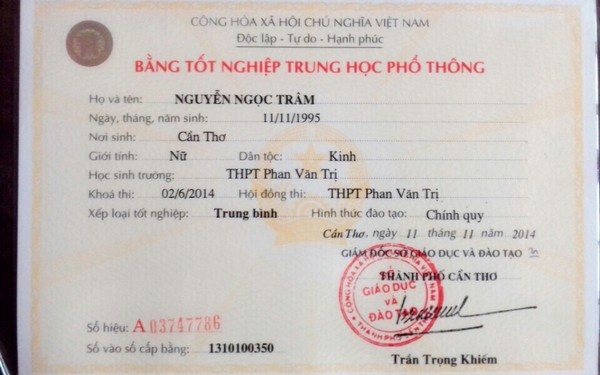 CỘNG HÒA XÃ HỘI CHỦ NGHĨA VIỆT NAM
Độc lập - Tự do - Hạnh phúc
BẰNG TỐT NGHIỆP TRUNG HỌC PHỔ THÔNG
Họ và tên: NGUYỄN NGỌC TRÂM
Ngày, tháng, năm sinh: 11/11/1995
Nơi sinh: Cần Thơ
Giới tính: Nữ Dân tộc: Kinh
Học sinh trường: THPT Phan Văn Trị
Khoá thi: 02/6/2014 Hội đồng thi: THPT Phan Văn Trị
Xếp loại tốt nghiệp: Trung bình Hình thức đào tạo: Chính quy
Cần Thơ, ngày 11 tháng 11 năm 2014
GIÁM ĐỐC SỞ GIÁO DỤC VÀ ĐÀO TẠO
THÀNH PHỐ CẦN THƠ
SỞ
GIÁO DỤC
VÀ
ĐÀO TẠO
Số hiệu: A 03747786
Số vào sổ cấp bằng: 1310100350
Trần Trọng Khiếm